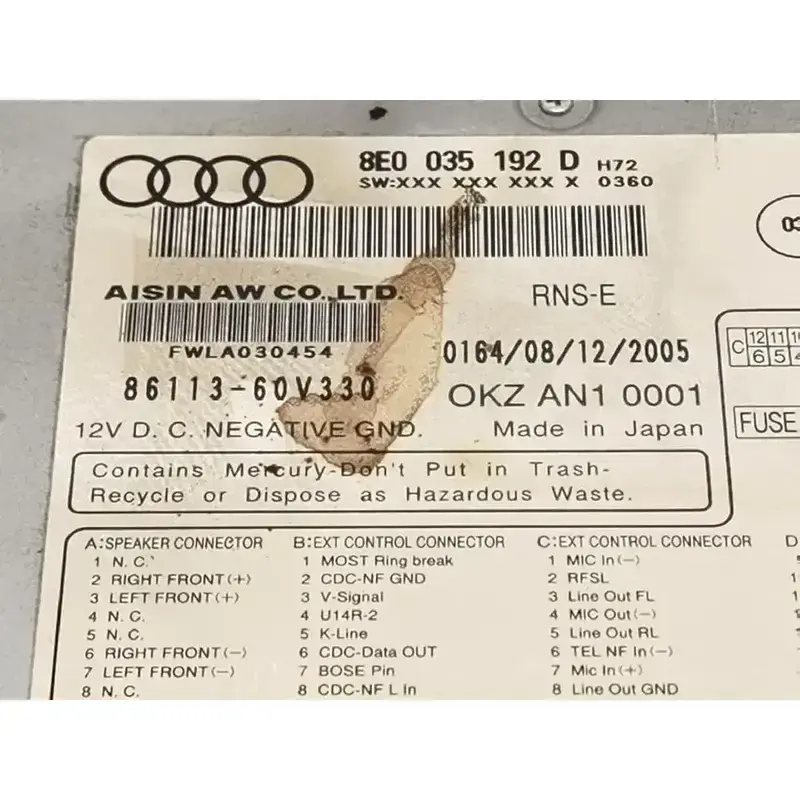 8E0 035 192 D H72
SW:XXX XXX XXX X 0360
AISIN AW CO.,LTD.
RNS-E
FWLA030454
0164/08/12/2005
86113-60V330
OKZ AN1 0001
12V D. C. NEGATIVE GND.
Made in Japan
C 12 11
6 5
FUSE
Contains Mercury-Don't Put in Trash-
Recycle or Dispose as Hazardous Waste.
A:SPEAKER CONNECTOR
1 N. C.
2 RIGHT FRONT(+)
3 LEFT FRONT(+)
4 N. C.
5 N. C.
6 RIGHT FRONT(-)
7 LEFT FRONT(-)
8 N. C.
B:EXT CONTROL CONNECTOR
1 MOST Ring break
2 CDC-NF GND
3 V-Signal
4 U14R-2
5 K-Line
6 CDC-Data OUT
7 BOSE Pin
8 CDC-NF L In
C:EXT CONTROL CONNECTOR
1 MIC In(-)
2 RFSL
3 Line Out FL
4 MIC Out(-)
5 Line Out RL
6 TEL NF In(-)
7 Mic In(+)
8 Line Out GND
D